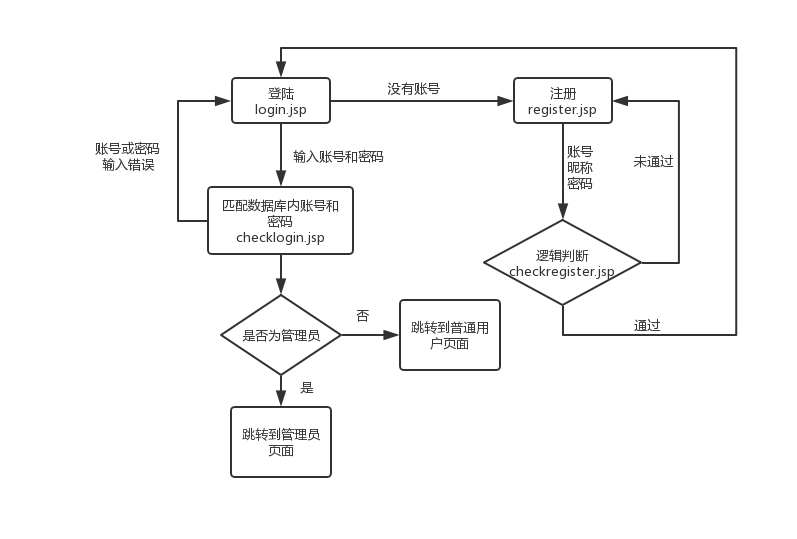 登陆
login.jsp
没有账号
注册
register.jsp
账号或密码
输入错误
输入账号和密码
账号
昵称
密码
未通过
匹配数据库内账号和
密码
checklogin.jsp
逻辑判断
checkregister.jsp
是否为管理员
否
跳转到普通用
户页面
通过
是
跳转到管理员
页面